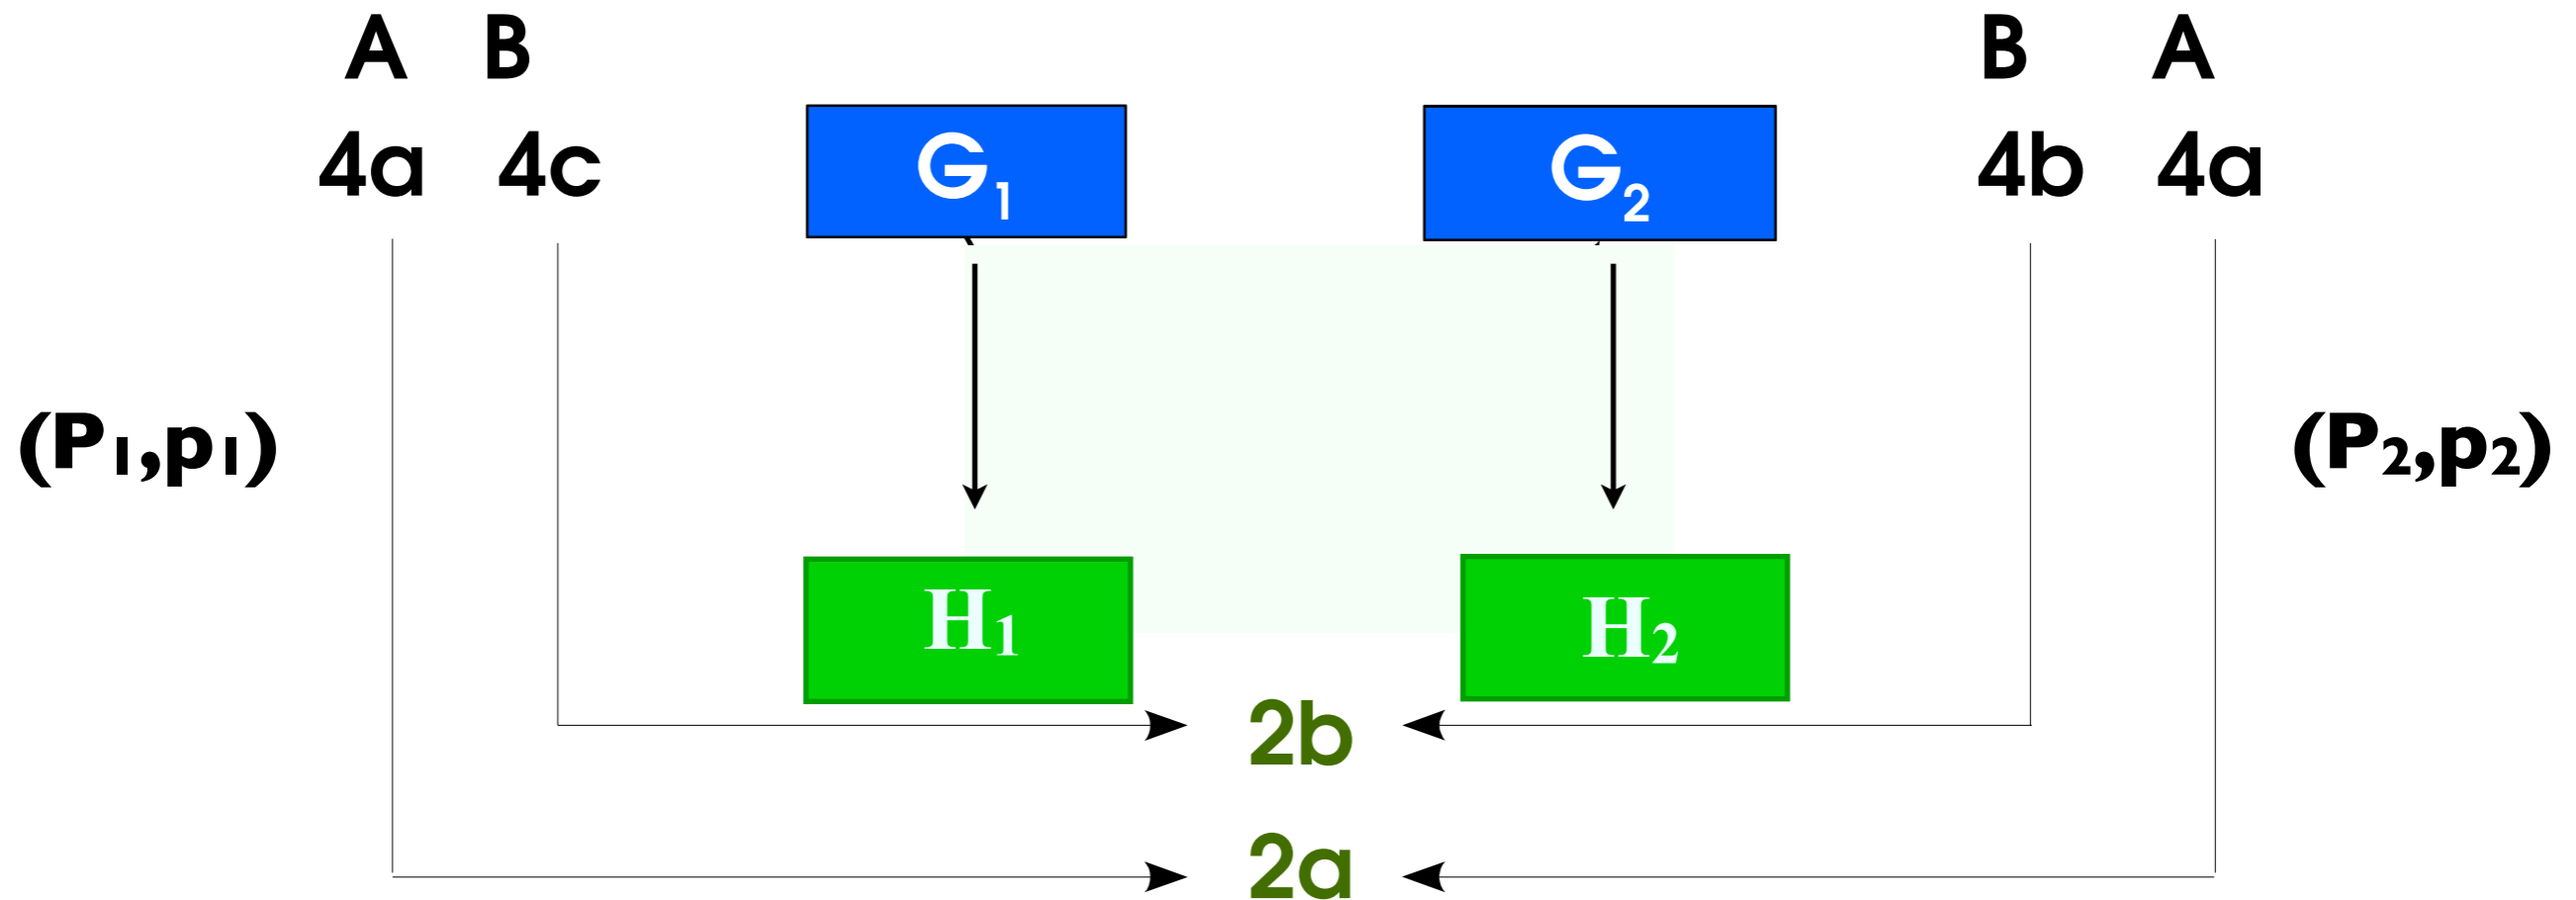 A B B A
4a 4c G1 G2 4b 4a
(P1,p1) (P2,p2)
H1 H2
2b
2a